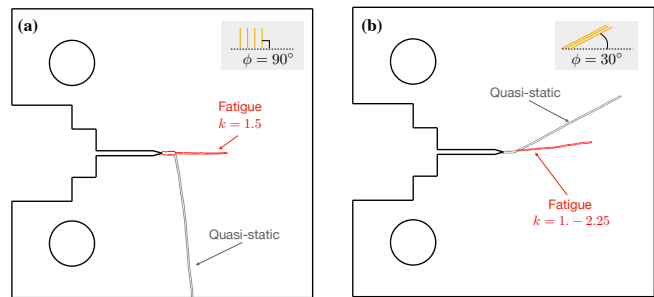 (a)
ϕ = 90°
Fatigue
k = 1.5
Quasi-static
(b)
ϕ = 30°
Quasi-static
Fatigue
k = 1. − 2.25